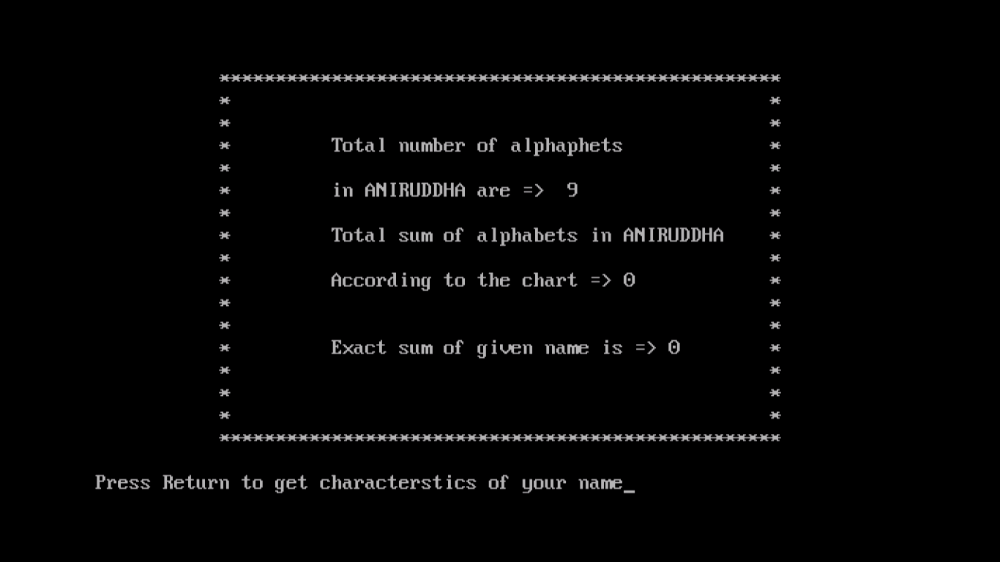 **************************************************
* *
* *
* Total number of alphaphets *
* *
* in ANIRUDDHA are => 9 *
* *
* Total sum of alphabets in ANIRUDDHA *
* *
* According to the chart => 0 *
* *
* *
* Exact sum of given name is => 0 *
* *
* *
* *
**************************************************
Press Return to get characterstics of your name_